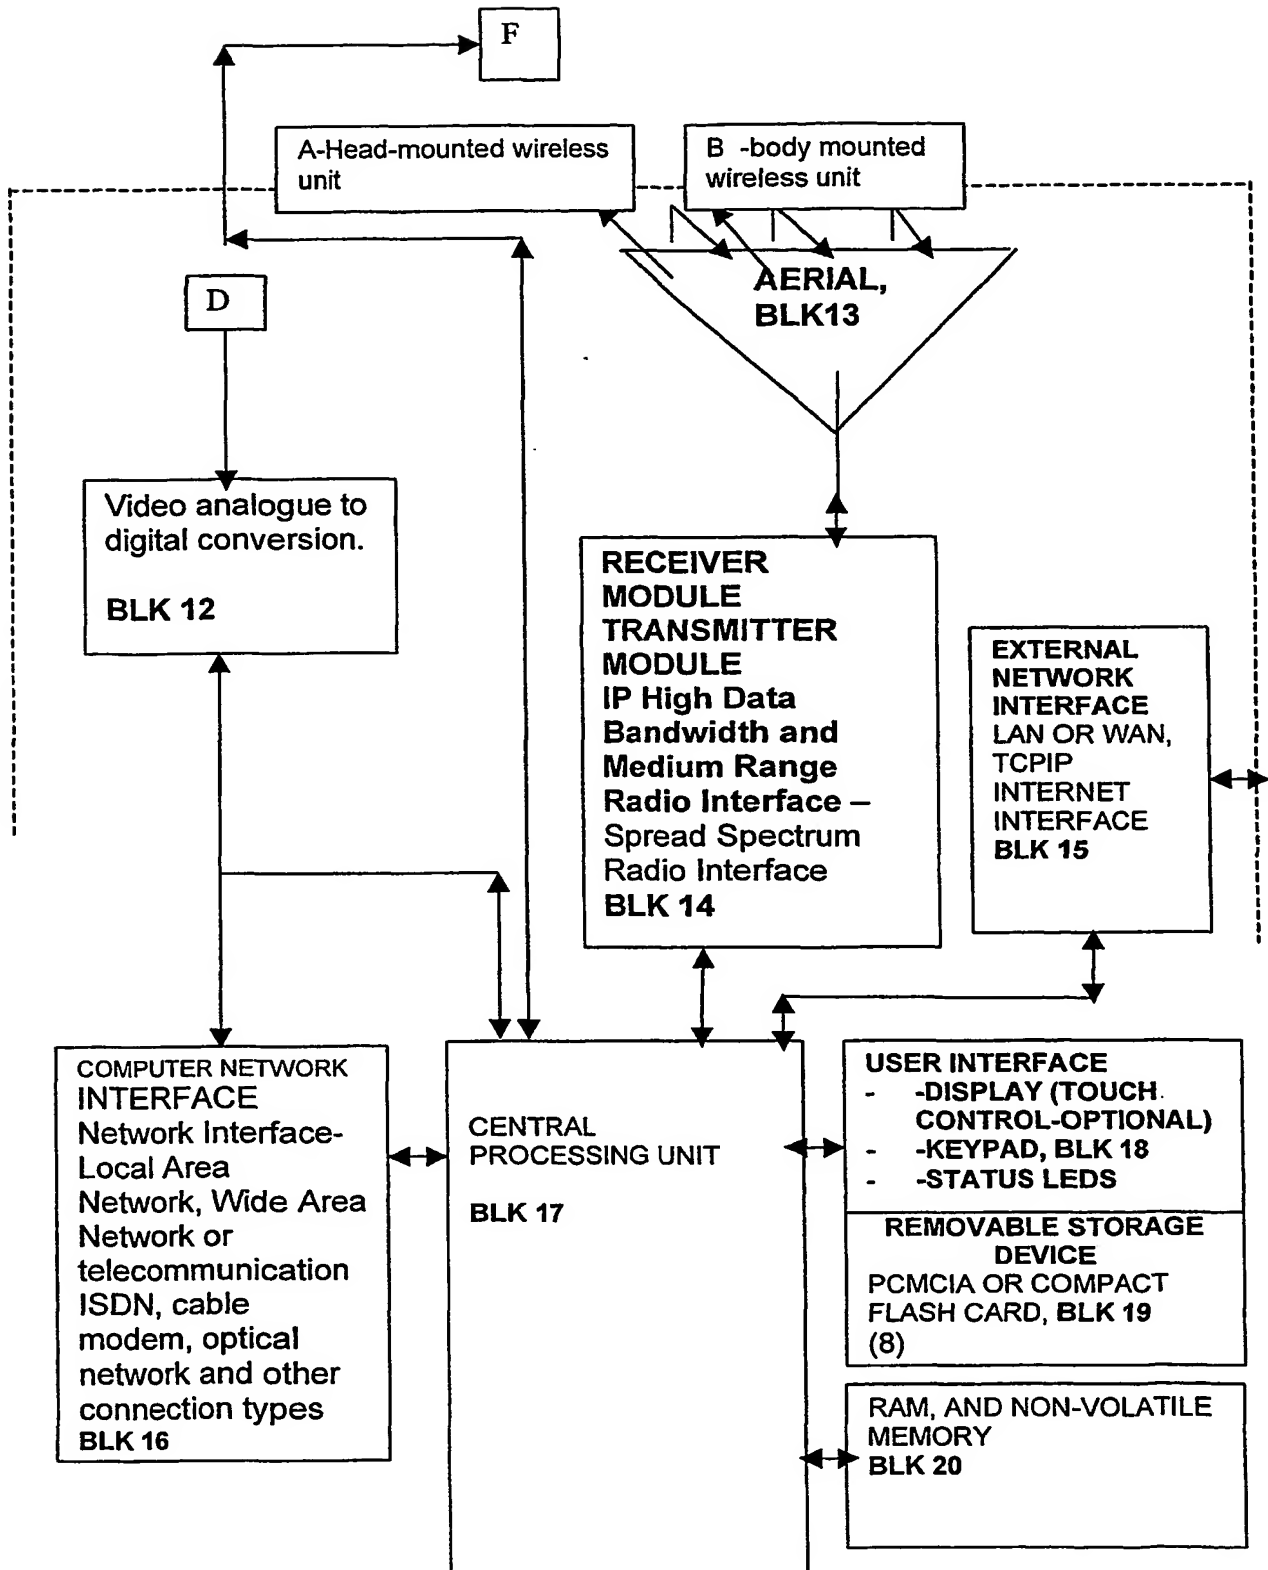 F
A-Head-mounted wireless
unit
B -body mounted
wireless unit
D
AERIAL,
BLK13
Video analogue to
digital conversion.
BLK 12
RECEIVER
MODULE
TRANSMITTER
MODULE
IP High Data
Bandwidth and
Medium Range
Radio Interface –
Spread Spectrum
Radio Interface
BLK 14
EXTERNAL
NETWORK
INTERFACE
LAN OR WAN,
TCPIP
INTERNET
INTERFACE
BLK 15
COMPUTER NETWORK
INTERFACE
Network Interface-
Local Area
Network, Wide Area
Network or
telecommunication
ISDN, cable
modem, optical
network and other
connection types
BLK 16
CENTRAL
PROCESSING UNIT
BLK 17
USER INTERFACE
- -DISPLAY (TOUCH
CONTROL-OPTIONAL)
- -KEYPAD, BLK 18
- -STATUS LEDS
REMOVABLE STORAGE
DEVICE
PCMCIA OR COMPACT
FLASH CARD, BLK 19
(8)
RAM, AND NON-VOLATILE
MEMORY
BLK 20